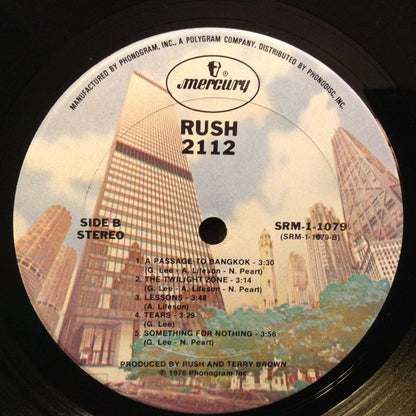 MANUFACTURED BY PHONOGRAM, INC., A POLYGRAM COMPANY, DISTRIBUTED BY PHONODISC, INC.
®
mercury
RUSH
2112
SIDE B
STEREO
SRM-1-1079
(SRM-1-1079-B)
1. A PASSAGE TO BANGKOK - 3:30
(G. Lee - A. Lifeson - N. Peart)
2. THE TWILIGHT ZONE - 3:14
(G. Lee - A. Lifeson - N. Peart)
3. LESSONS - 3:48
(A. Lifeson)
4. TEARS - 3:29
(G. Lee)
5. SOMETHING FOR NOTHING - 3:56
(G. Lee - N. Peart)
PRODUCED BY RUSH AND TERRY BROWN
© 1976 Phonogram Inc.